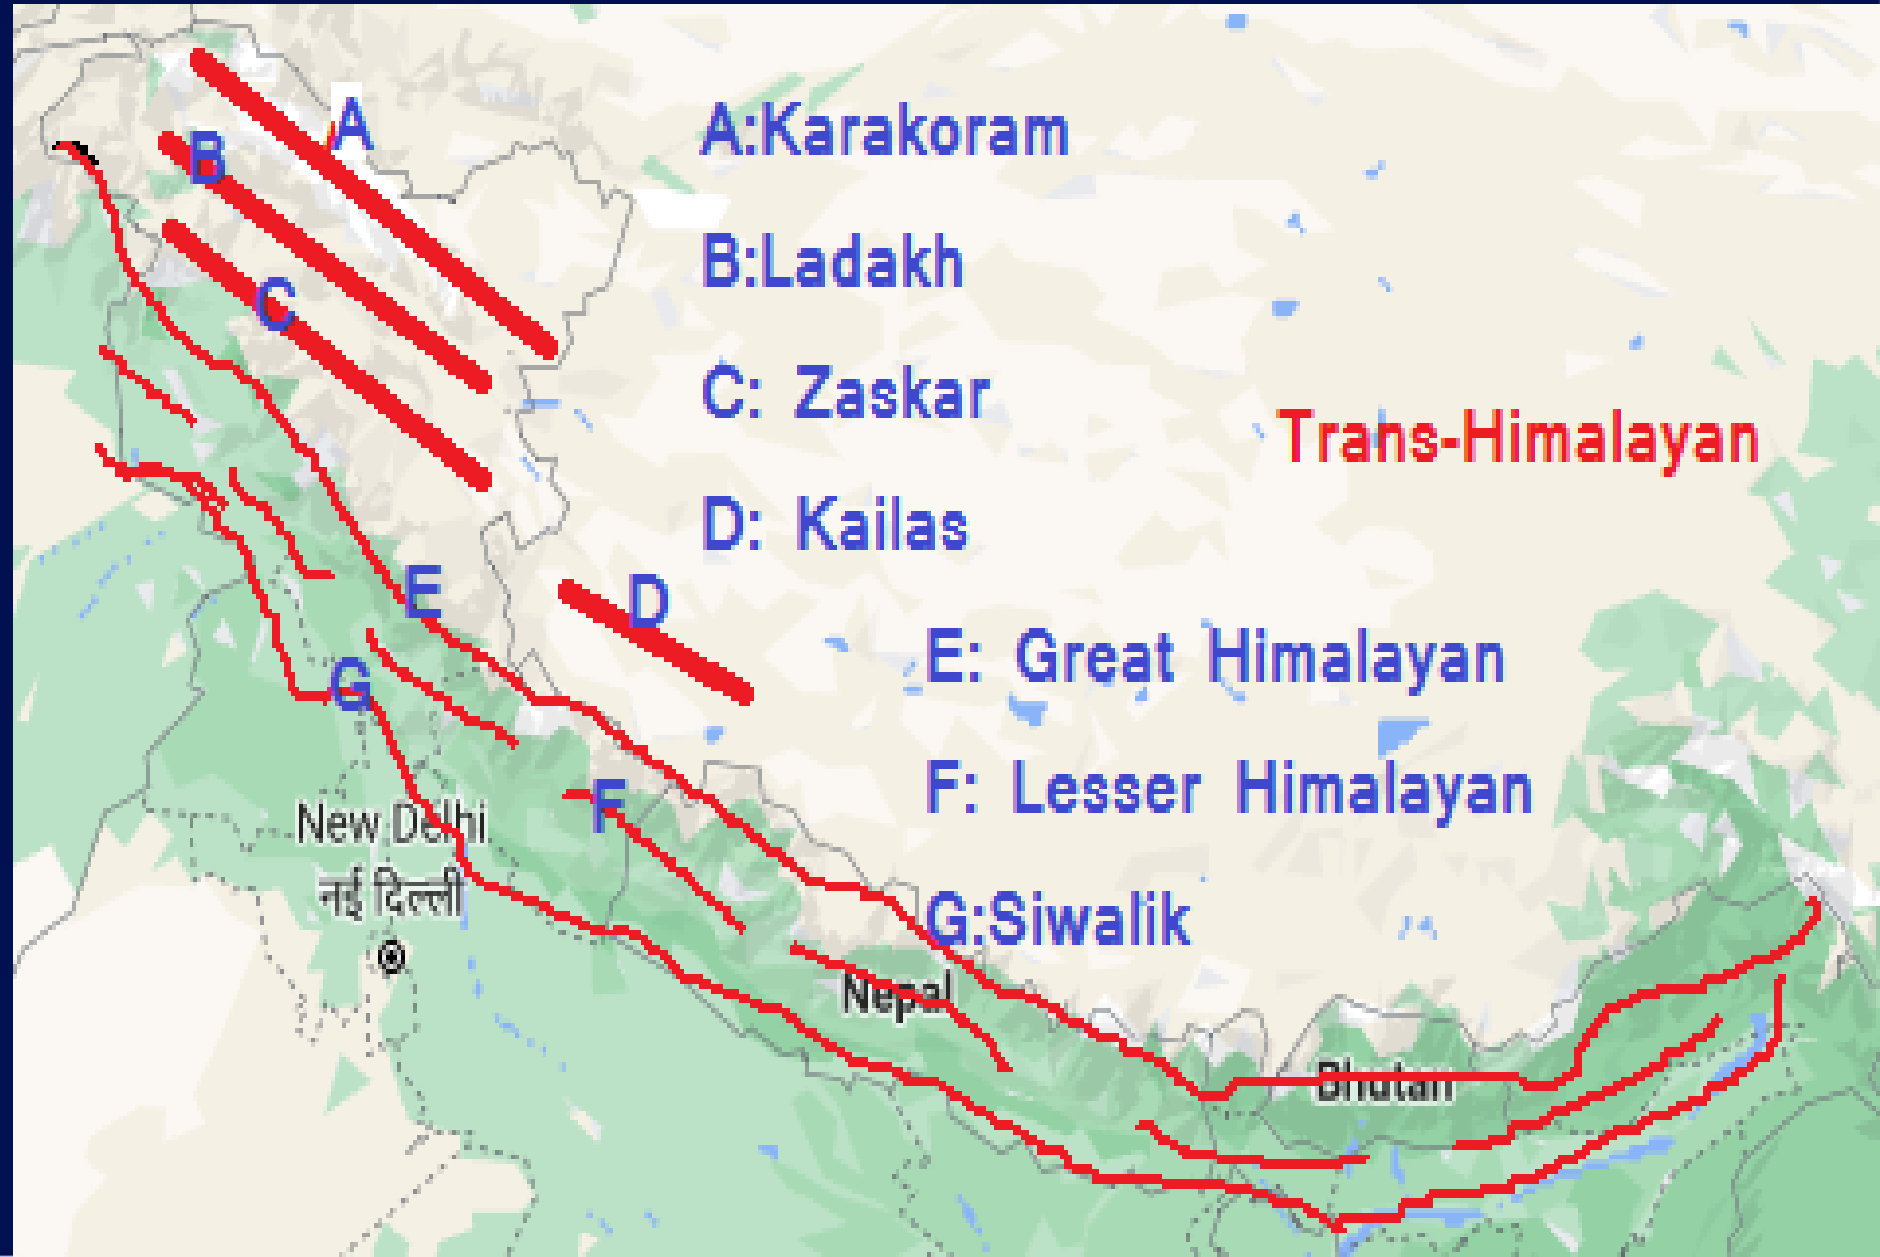 A
A:Karakoram
B
B:Ladakh
C
C: Zaskar
Trans-Himalayan
D: Kailas
E
D
E: Great Himalayan
G
F
F: Lesser Himalayan
New Delhi
नई दिल्ली
G:Siwalik
Nepal
Bhutan